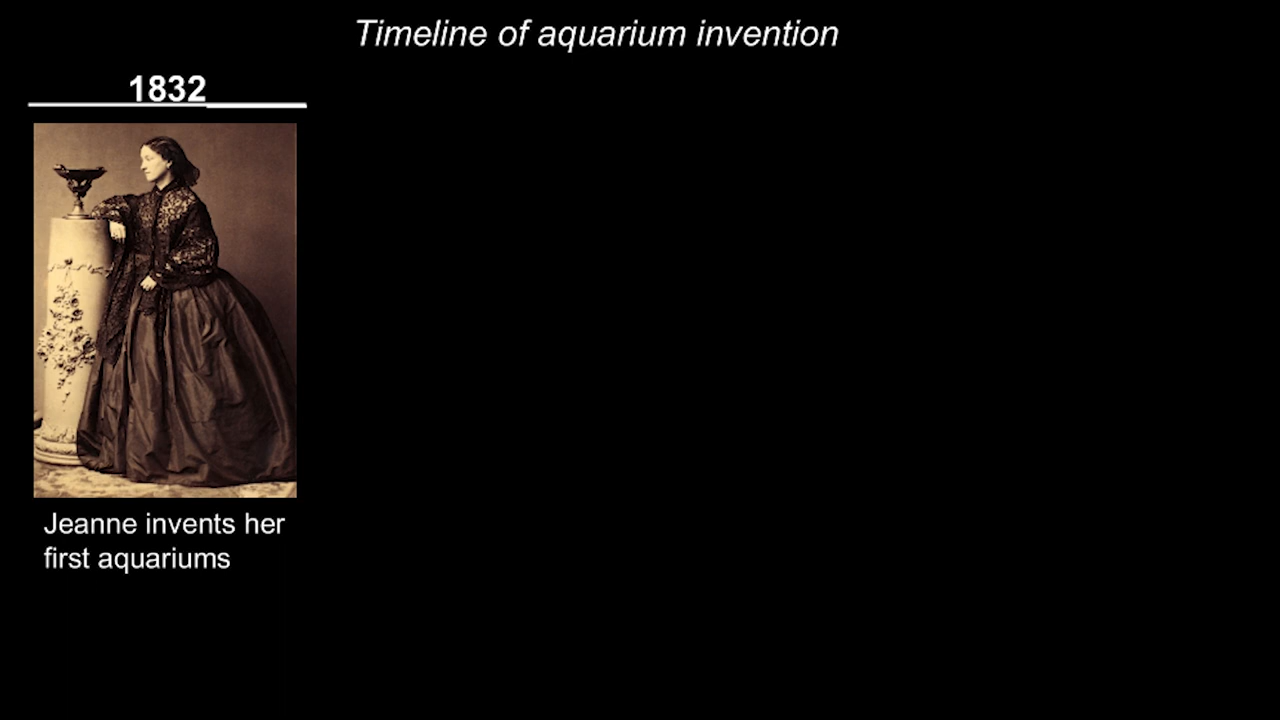 Timeline of aquarium invention
1832
Jeanne invents her
first aquariums